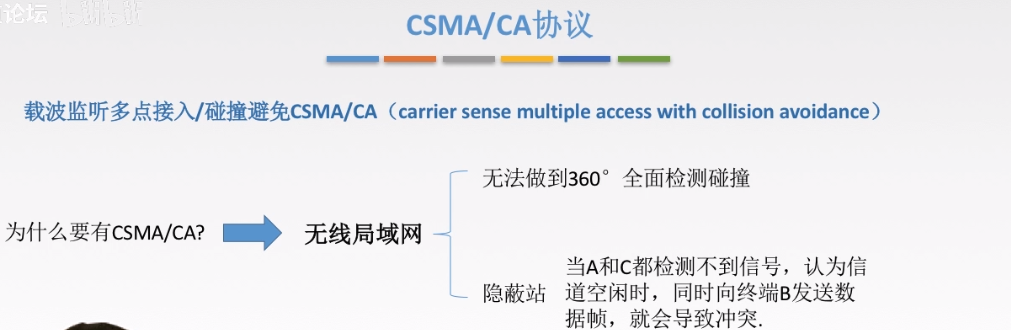 论坛
CSMA/CA协议
载波监听多点接入/碰撞避免CSMA/CA（carrier sense multiple access with collision avoidance）
无法做到360°全面检测碰撞
为什么要有CSMA/CA?
无线局域网
隐蔽站
当A和C都检测不到信号，认为信
道空闲时，同时向终端B发送数
据帧，就会导致冲突.